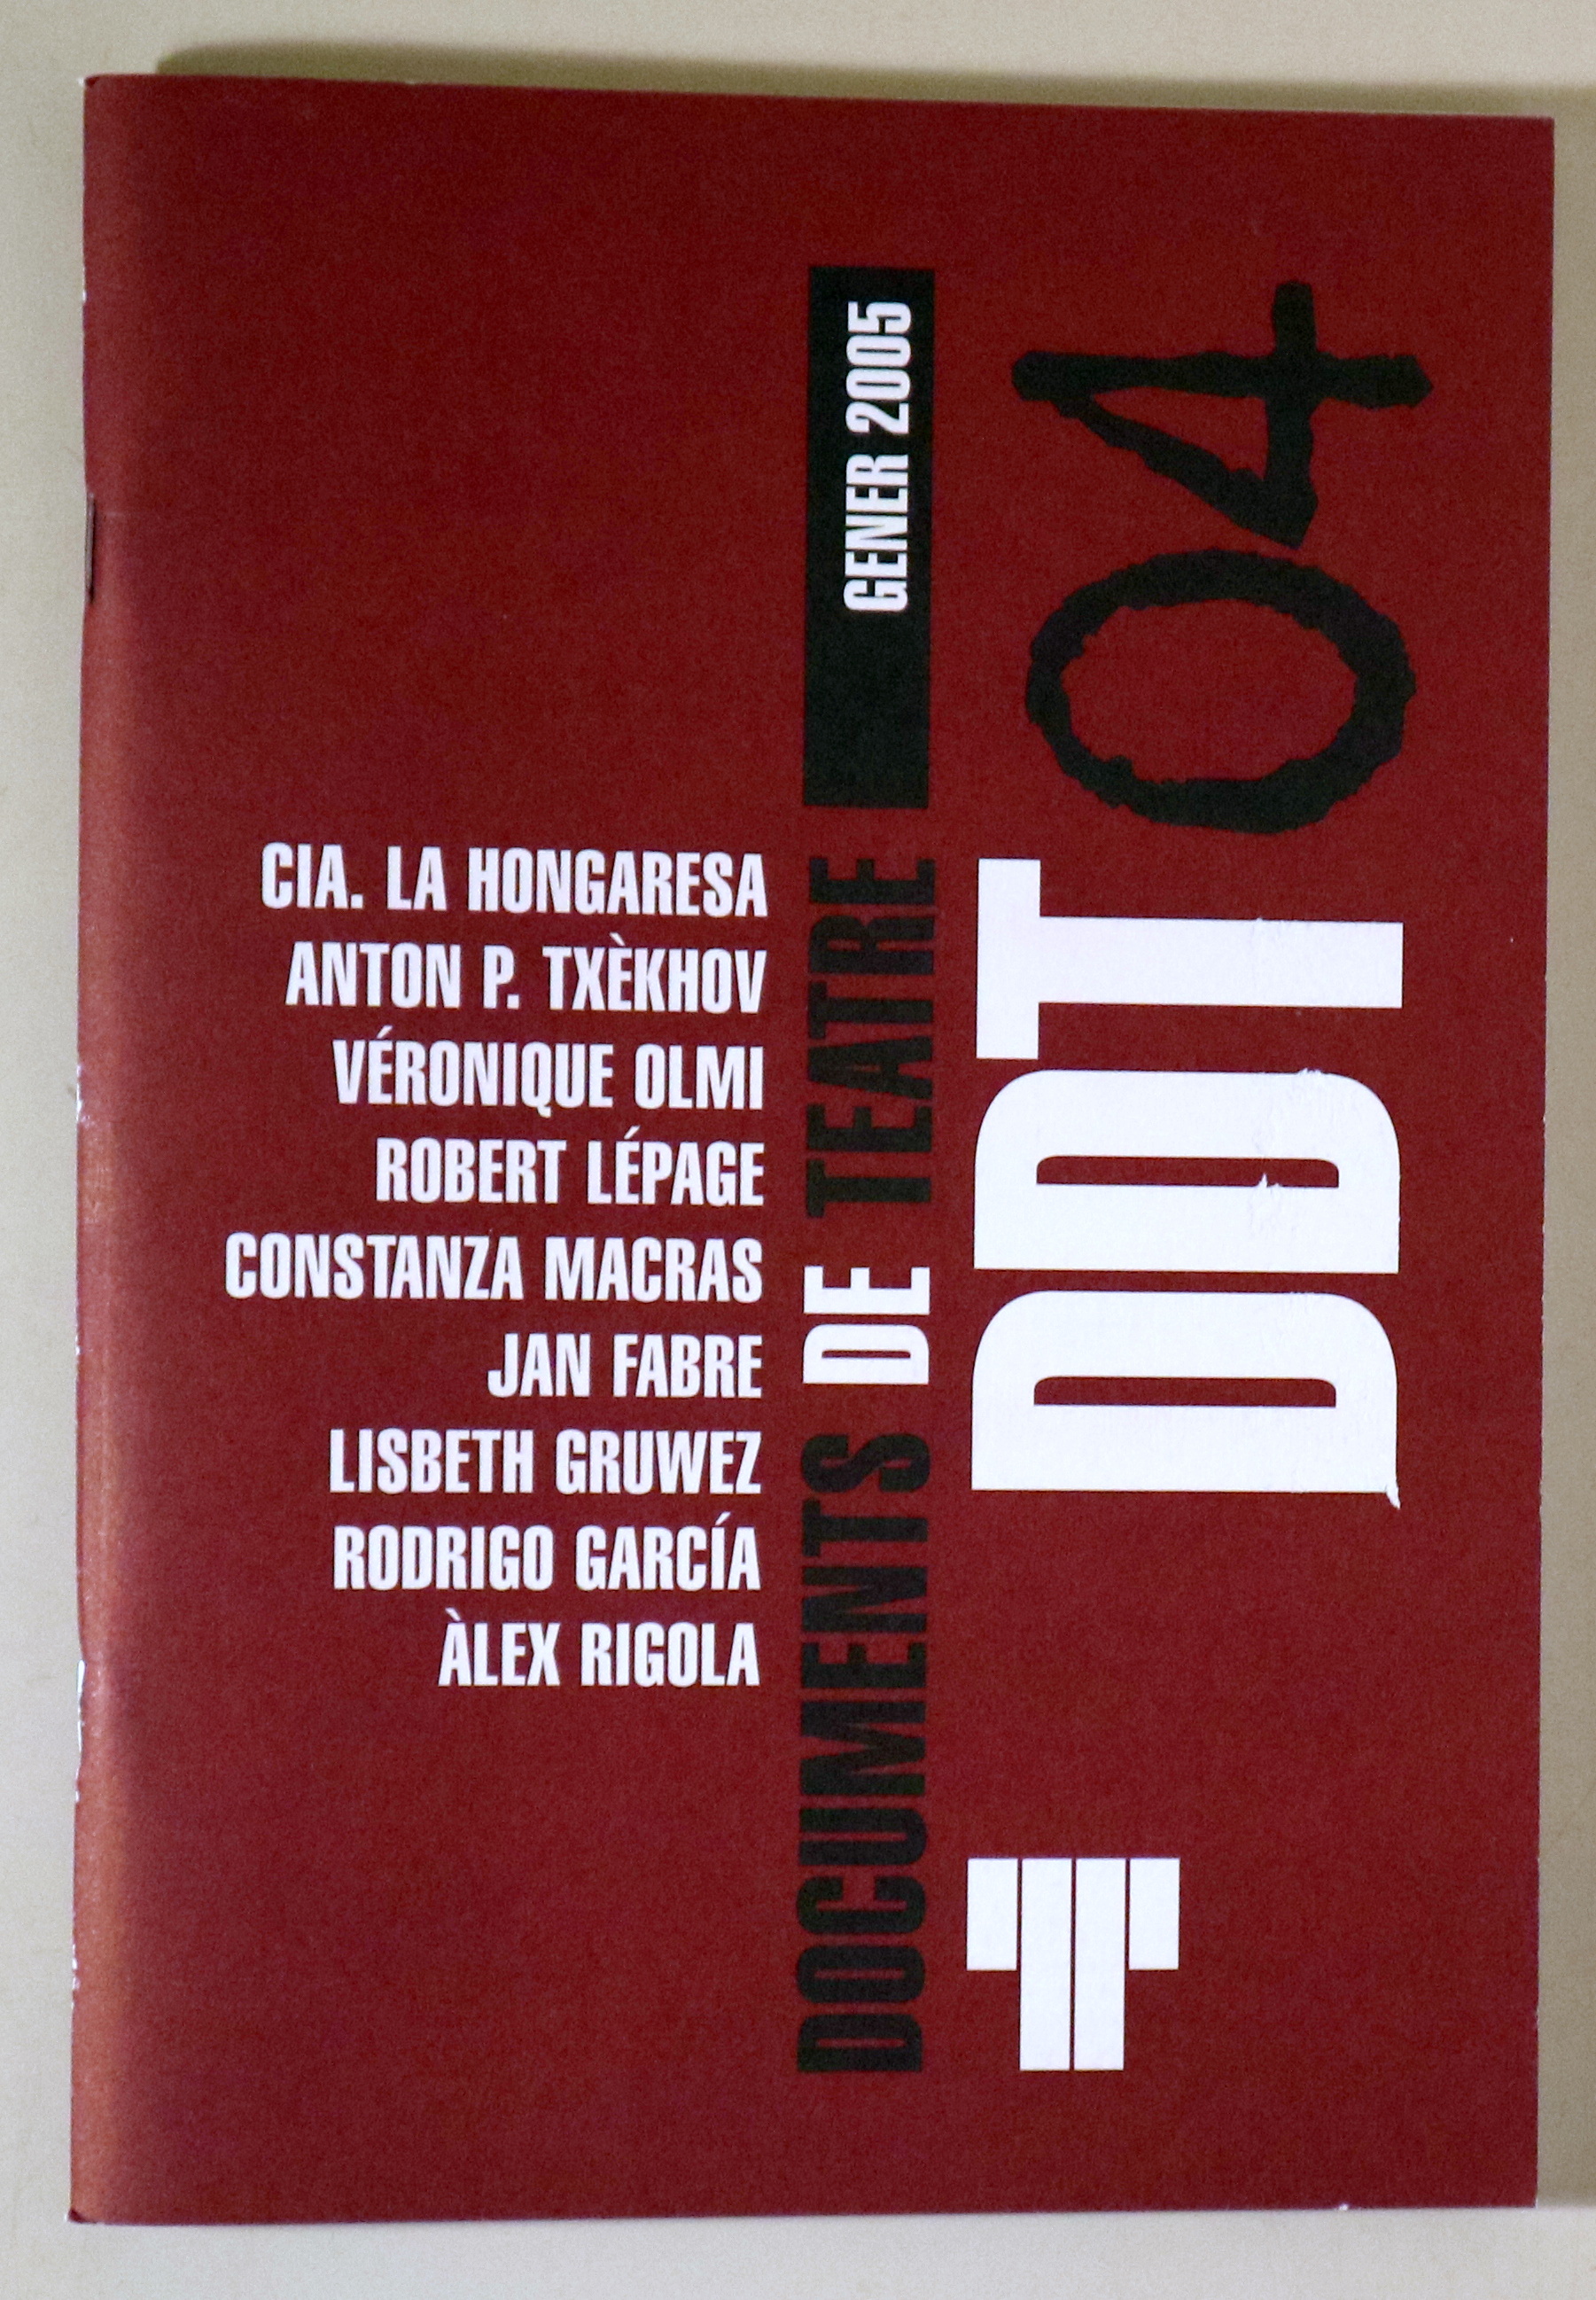 CIA. LA HONGARESA
ANTON P. TXÈKHOV
VÉRONIQUE OLMI
ROBERT LÉPAGE
CONSTANZA MACRAS
JAN FABRE
LISBETH GRUWEZ
RODRIGO GARCÍA
ÀLEX RIGOLA
DOCUMENTS DE TEATRE GENER 2005
DDT 04